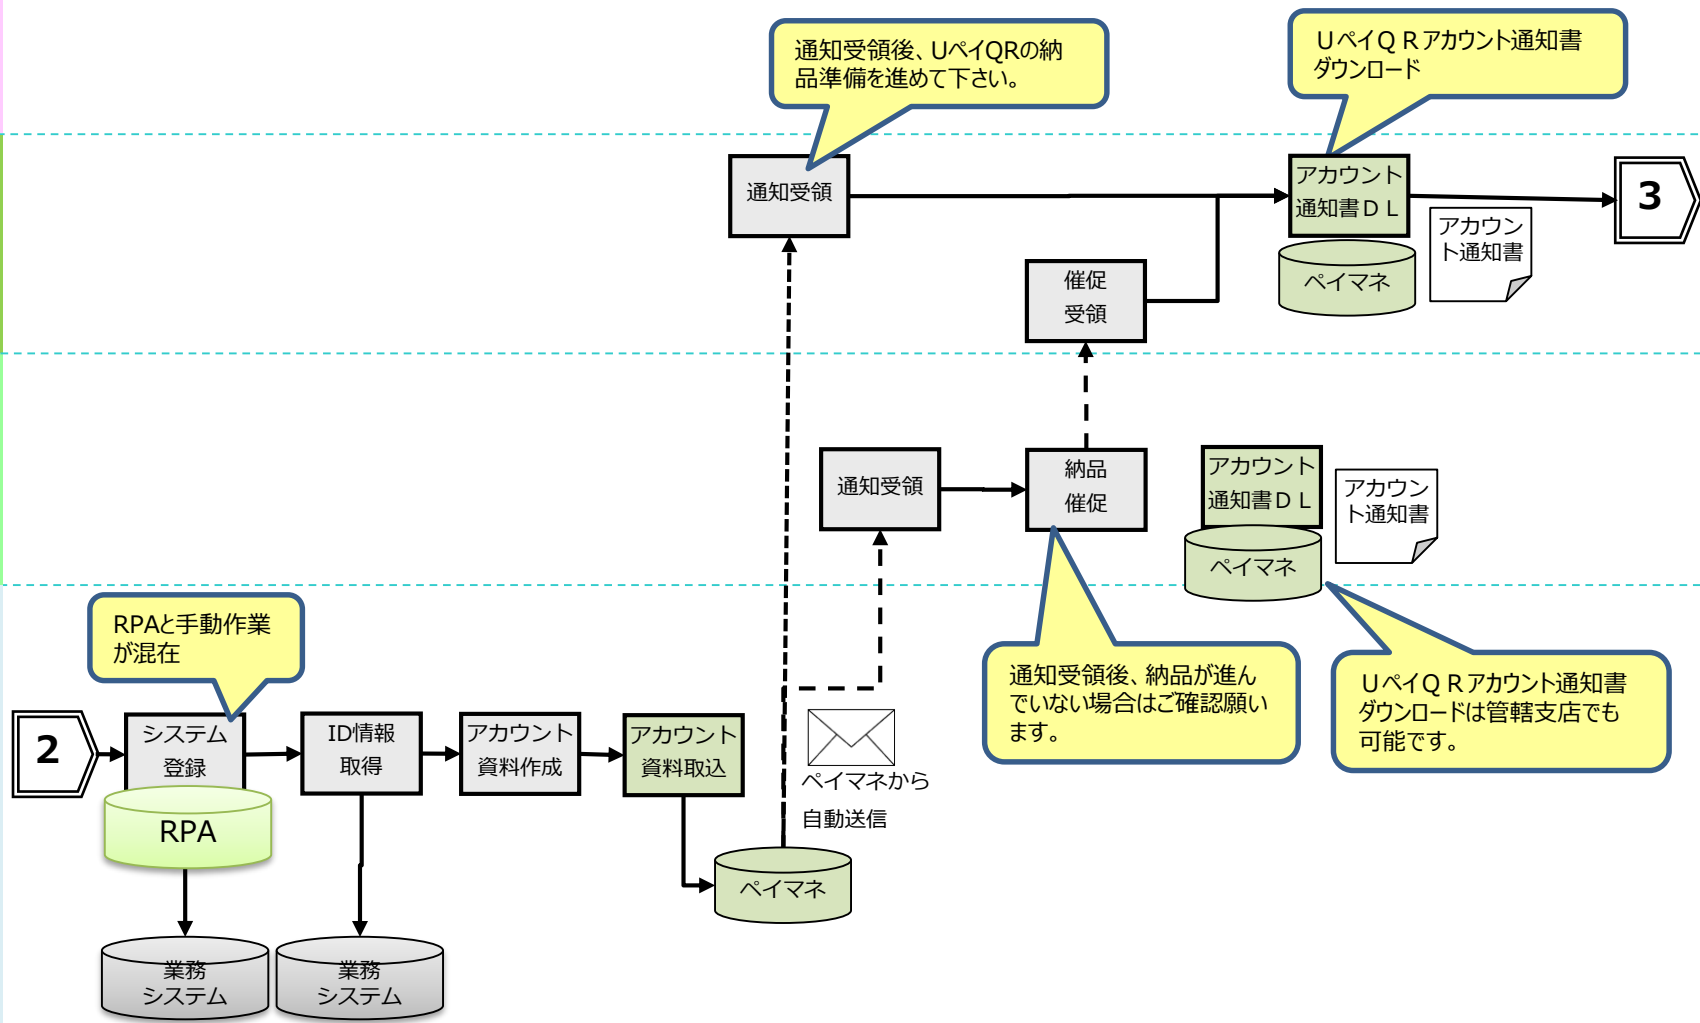 通知受領後、UペイQRの納
品準備を進めて下さい。
UペイQRアカウント通知書
ダウンロード
通知受領
アカウント
通知書DL
ペイマネ
アカウン
ト通知書
3
催促
受領
通知受領
納品
催促
アカウント
通知書DL
ペイマネ
アカウン
ト通知書
通知受領後、納品が進ん
でいない場合はご確認願い
ます。
UペイQRアカウント通知書
ダウンロードは管轄支店でも
可能です。
RPAと手動作業
が混在
2
システム
登録
RPA
ID情報
取得
アカウント
資料作成
アカウント
資料取込
ペイマネから
自動送信
ペイマネ
業務
システム
業務
システム